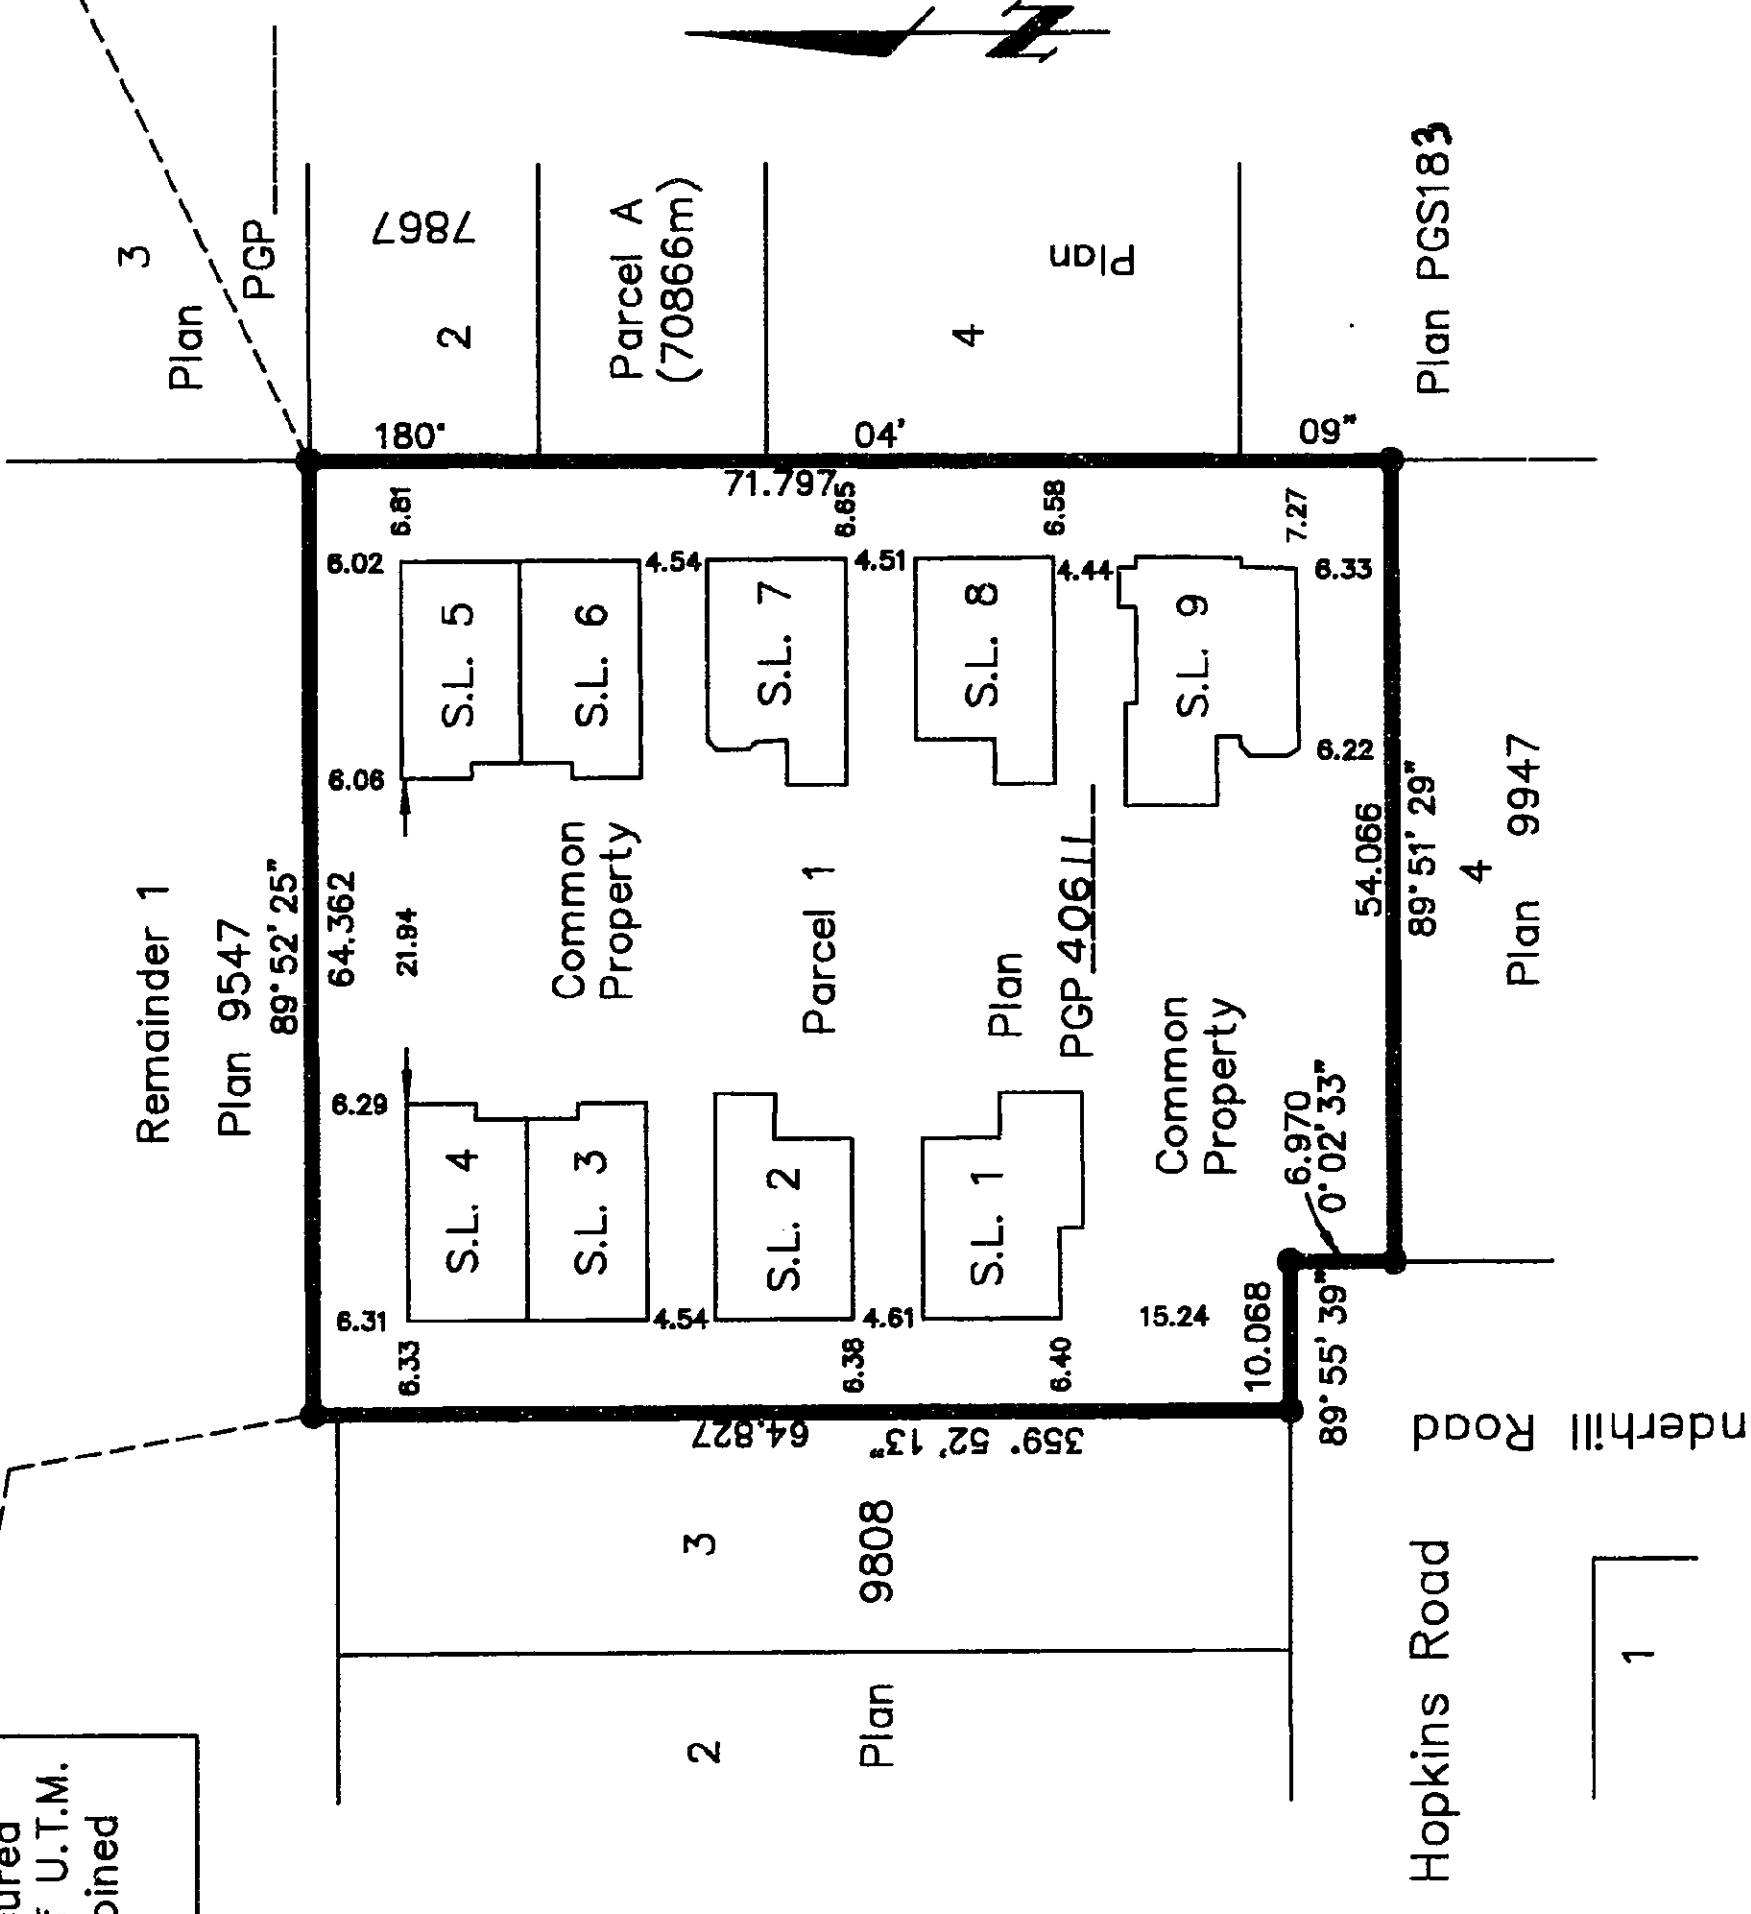 N
3
Plan
PGP
2
7867
Parcel A
(70866m)
4
Plan
Plan PGS183
180°
04'
09"
71.797
Remainder 1
Plan 9547
89° 52' 25"
64.362
6.02
6.06
6.29
6.31
6.81
6.65
6.58
7.27
21.94
S.L. 5
S.L. 6
4.54
S.L. 7
4.51
S.L. 8
4.44
S.L. 9
6.33
6.22
Common
Property
Parcel 1
Plan
PGP 40611
Common
Property
S.L. 4
S.L. 3
4.54
S.L. 2
4.61
S.L. 1
15.24
6.33
6.38
6.40
54.066
89° 51' 29"
4
Plan 9947
6.970
0° 02' 33"
10.068
89° 55' 39"
64.827
359° 52' 13"
3
9808
2
Plan
nderhill Road
Hopkins Road
1
ured
U.T.M.
bined